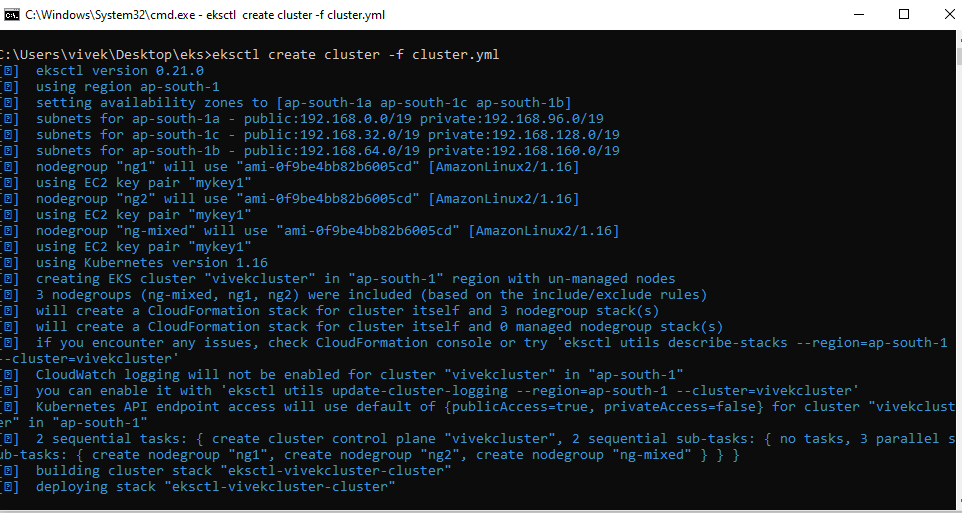 C:\Windows\System32\cmd.exe - eksctl  create cluster -f cluster.yml
C:\Users\vivek\Desktop\eks>eksctl create cluster -f cluster.yml
[?]  eksctl version 0.21.0
[?]  using region ap-south-1
[?]  setting availability zones to [ap-south-1a ap-south-1c ap-south-1b]
[?]  subnets for ap-south-1a - public:192.168.0.0/19 private:192.168.96.0/19
[?]  subnets for ap-south-1c - public:192.168.32.0/19 private:192.168.128.0/19
[?]  subnets for ap-south-1b - public:192.168.64.0/19 private:192.168.160.0/19
[?]  nodegroup "ng1" will use "ami-0f9be4bb82b6005cd" [AmazonLinux2/1.16]
[?]  using EC2 key pair "mykey1"
[?]  nodegroup "ng2" will use "ami-0f9be4bb82b6005cd" [AmazonLinux2/1.16]
[?]  using EC2 key pair "mykey1"
[?]  nodegroup "ng-mixed" will use "ami-0f9be4bb82b6005cd" [AmazonLinux2/1.16]
[?]  using EC2 key pair "mykey1"
[?]  using Kubernetes version 1.16
[?]  creating EKS cluster "vivekcluster" in "ap-south-1" region with un-managed nodes
[?]  3 nodegroups (ng-mixed, ng1, ng2) were included (based on the include/exclude rules)
[?]  will create a CloudFormation stack for cluster itself and 3 nodegroup stack(s)
[?]  will create a CloudFormation stack for cluster itself and 0 managed nodegroup stack(s)
[?]  if you encounter any issues, check CloudFormation console or try 'eksctl utils describe-stacks --region=ap-south-1
--cluster=vivekcluster'
[?]  CloudWatch logging will not be enabled for cluster "vivekcluster" in "ap-south-1"
[?]  you can enable it with 'eksctl utils update-cluster-logging --region=ap-south-1 --cluster=vivekcluster'
[?]  Kubernetes API endpoint access will use default of {publicAccess=true, privateAccess=false} for cluster "vivekclust
er" in "ap-south-1"
[?]  2 sequential tasks: { create cluster control plane "vivekcluster", 2 sequential sub-tasks: { no tasks, 3 parallel s
ub-tasks: { create nodegroup "ng1", create nodegroup "ng2", create nodegroup "ng-mixed" } } }
[?]  building cluster stack "eksctl-vivekcluster-cluster"
[?]  deploying stack "eksctl-vivekcluster-cluster"